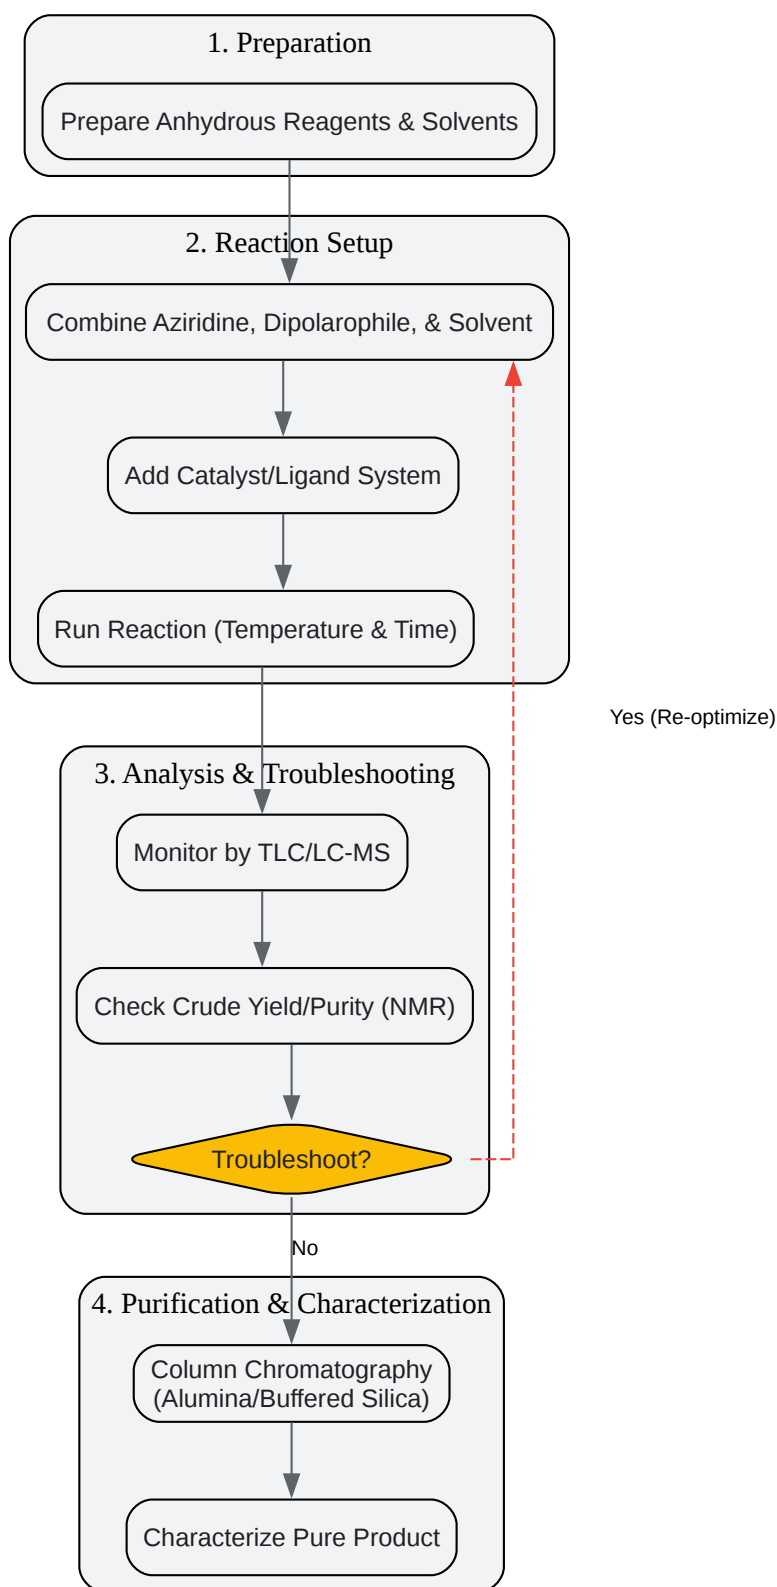 1. Preparation
Prepare Anhydrous Reagents & Solvents
2. Reaction Setup
Combine Aziridine, Dipolarophile, & Solvent
Add Catalyst/Ligand System
Run Reaction (Temperature & Time)
Yes (Re-optimize)
3. Analysis & Troubleshooting
Monitor by TLC/LC-MS
Check Crude Yield/Purity (NMR)
Troubleshoot?
No
4. Purification & Characterization
Column Chromatography
(Alumina/Buffered Silica)
Characterize Pure Product